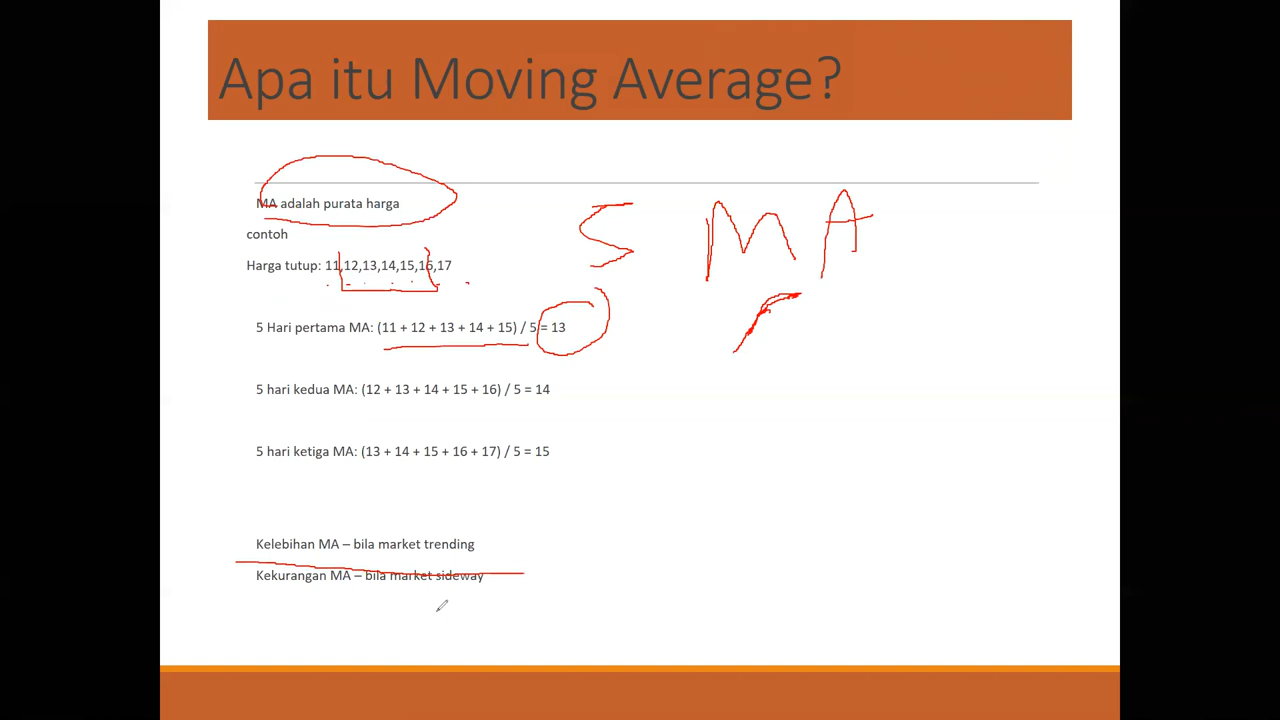 Apa itu Moving Average?
MA adalah purata harga
contoh
Harga tutup: 11,12,13,14,15,16,17
5 MA
5 Hari pertama MA: (11 + 12 + 13 + 14 + 15) / 5 = 13
5 hari kedua MA: (12 + 13 + 14 + 15 + 16) / 5 = 14
5 hari ketiga MA: (13 + 14 + 15 + 16 + 17) / 5 = 15
Kelebihan MA – bila market trending
Kekurangan MA – bila market sideway